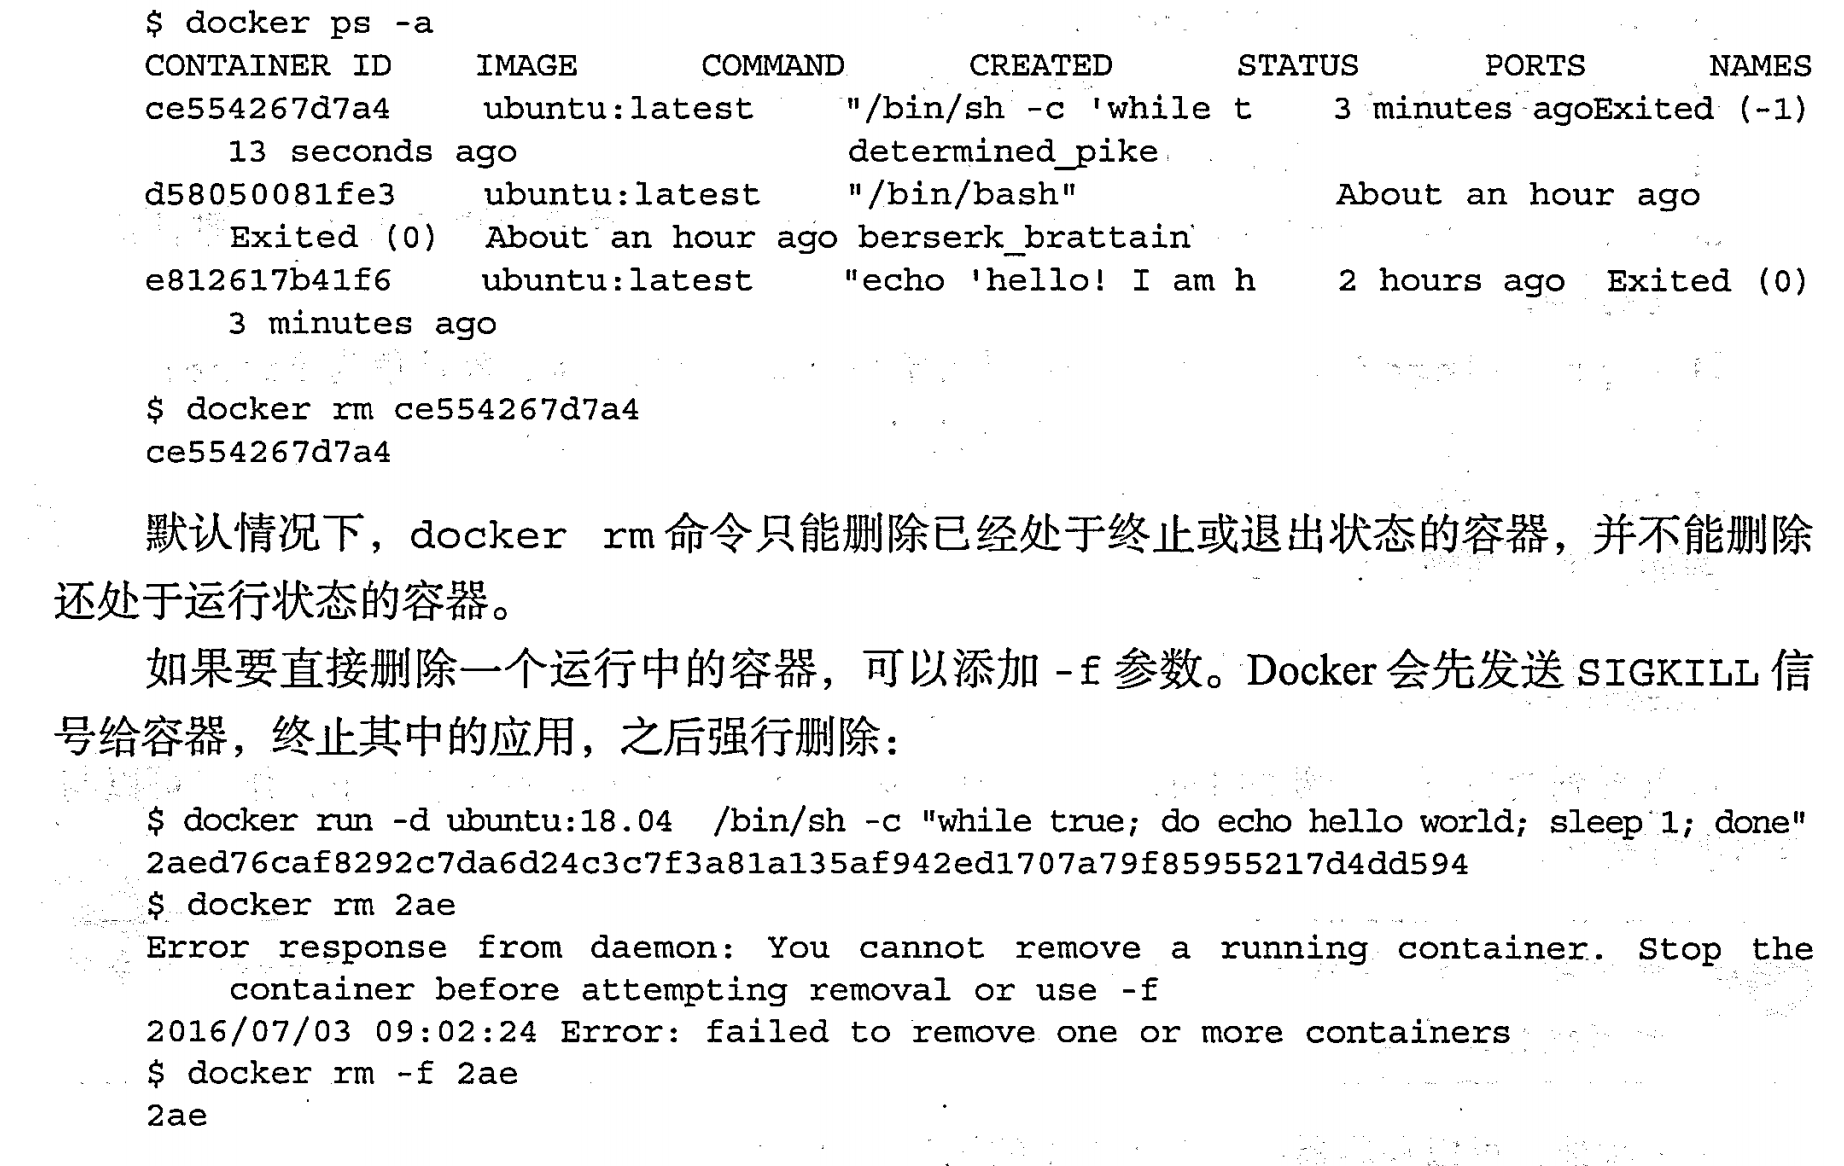 $ docker ps -a
CONTAINER ID IMAGE COMMAND CREATED STATUS PORTS NAMES
ce554267d7a4 ubuntu:latest "/bin/sh -c 'while t 3 minutes agoExited (-1)
13 seconds ago determined_pike
d58050081fe3 ubuntu:latest "/bin/bash" About an hour ago
Exited (0) About an hour ago berserk_brattain
e812617b41f6 ubuntu:latest "echo 'hello! I am h 2 hours ago Exited (0)
3 minutes ago
$ docker rm ce554267d7a4
ce554267d7a4
默认情况下，docker rm命令只能删除已经处于终止或退出状态的容器，并不能删除
还处于运行状态的容器。
如果要直接删除一个运行中的容器，可以添加 -f 参数。Docker 会先发送 SIGKILL 信
号给容器，终止其中的应用，之后强行删除：
$ docker run -d ubuntu:18.04 /bin/sh -c "while true; do echo hello world; sleep 1; done"
2aed76caf8292c7da6d24c3c7f3a81a135af942ed1707a79f85955217d4dd594
$ docker rm 2ae
Error response from daemon: You cannot remove a running container. Stop the
container before attempting removal or use -f
2016/07/03 09:02:24 Error: failed to remove one or more containers
$ docker rm -f 2ae
2ae